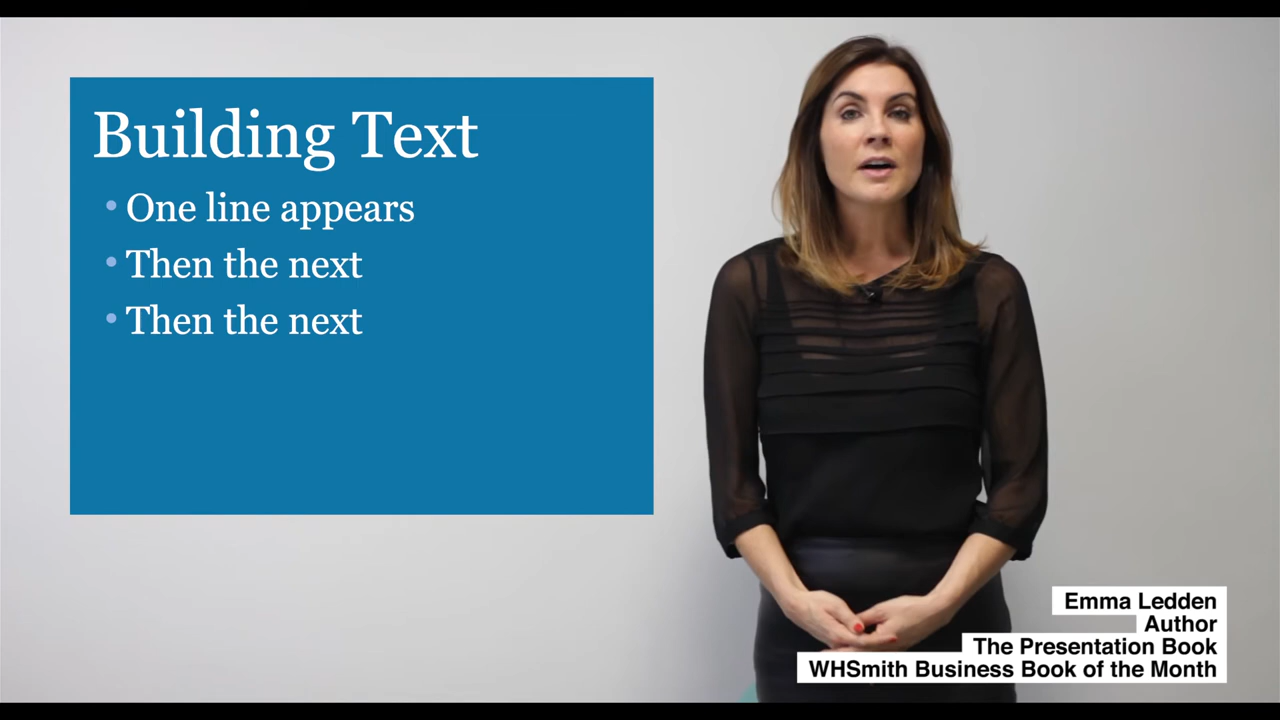 Building Text
• One line appears
• Then the next
• Then the next
Emma Ledden
Author
The Presentation Book
WHSmith Business Book of the Month